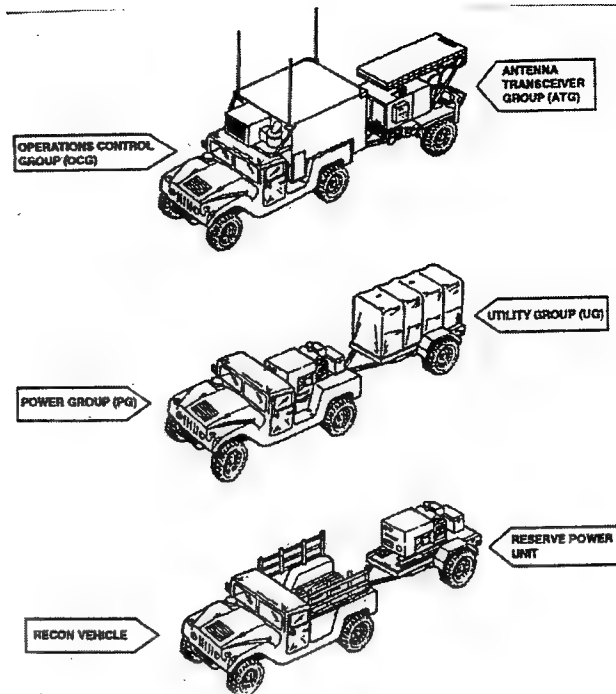 ANTENNA
TRANSCEIVER
GROUP (ATG)
OPERATIONS CONTROL
GROUP (OCG)
UTILITY GROUP (UG)
POWER GROUP (PG)
RESERVE POWER
UNIT
RECON VEHICLE